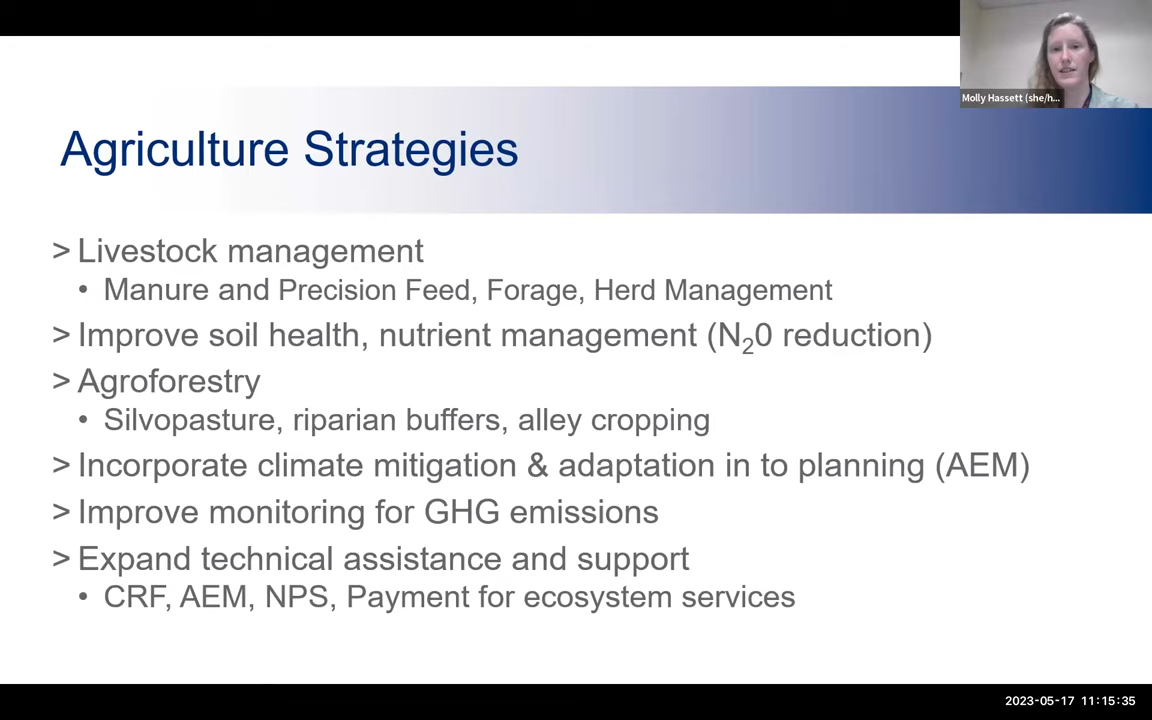 Molly Hassett (she/h...
Agriculture Strategies
> Livestock management
• Manure and Precision Feed, Forage, Herd Management
> Improve soil health, nutrient management (N₂0 reduction)
> Agroforestry
• Silvopasture, riparian buffers, alley cropping
> Incorporate climate mitigation & adaptation in to planning (AEM)
> Improve monitoring for GHG emissions
> Expand technical assistance and support
• CRF, AEM, NPS, Payment for ecosystem services
2023-05-17 11:15:35